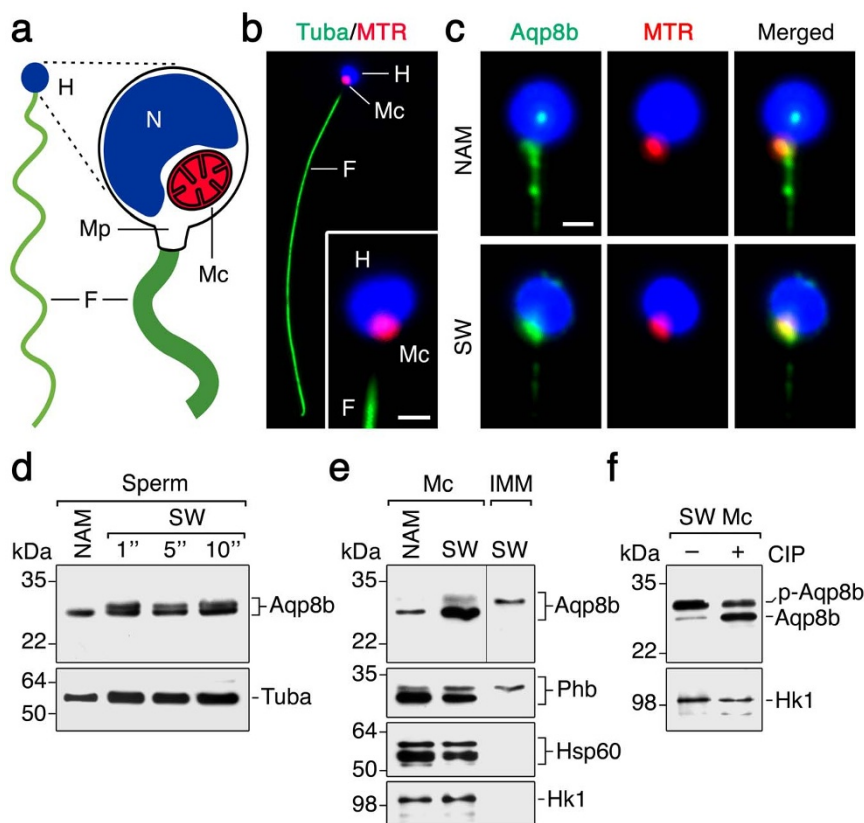 a
H
N
Mp
Mc
F
b
Tuba/MTR
H
Mc
F
H
Mc
F
c
Aqp8b
MTR
Merged
NAM
SW
d
Sperm
NAM
SW
kDa
1’’
5’’
10’’
35
22
Aqp8b
64
50
Tuba
e
Mc
IMM
NAM
SW
SW
kDa
35
22
Aqp8b
35
Phb
64
50
Hsp60
98
Hk1
f
SW Mc
kDa
– + CIP
35
22
p-Aqp8b
Aqp8b
98
Hk1